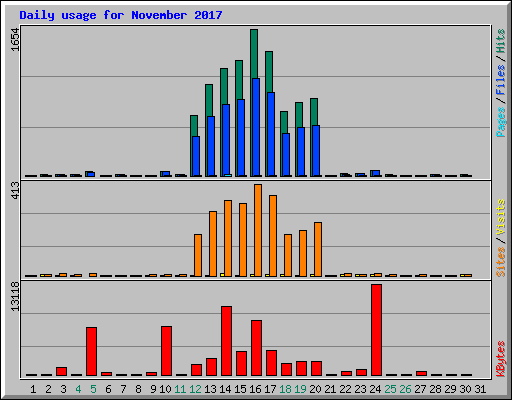 Daily usage for November 2017
1654
Pages / Files / Hits
413
Sites / Visits
13118
KBytes
1 2 3 4 5 6 7 8 9 10 11 12 13 14 15 16 17 18 19 20 21 22 23 24 25 26 27 28 29 30 31